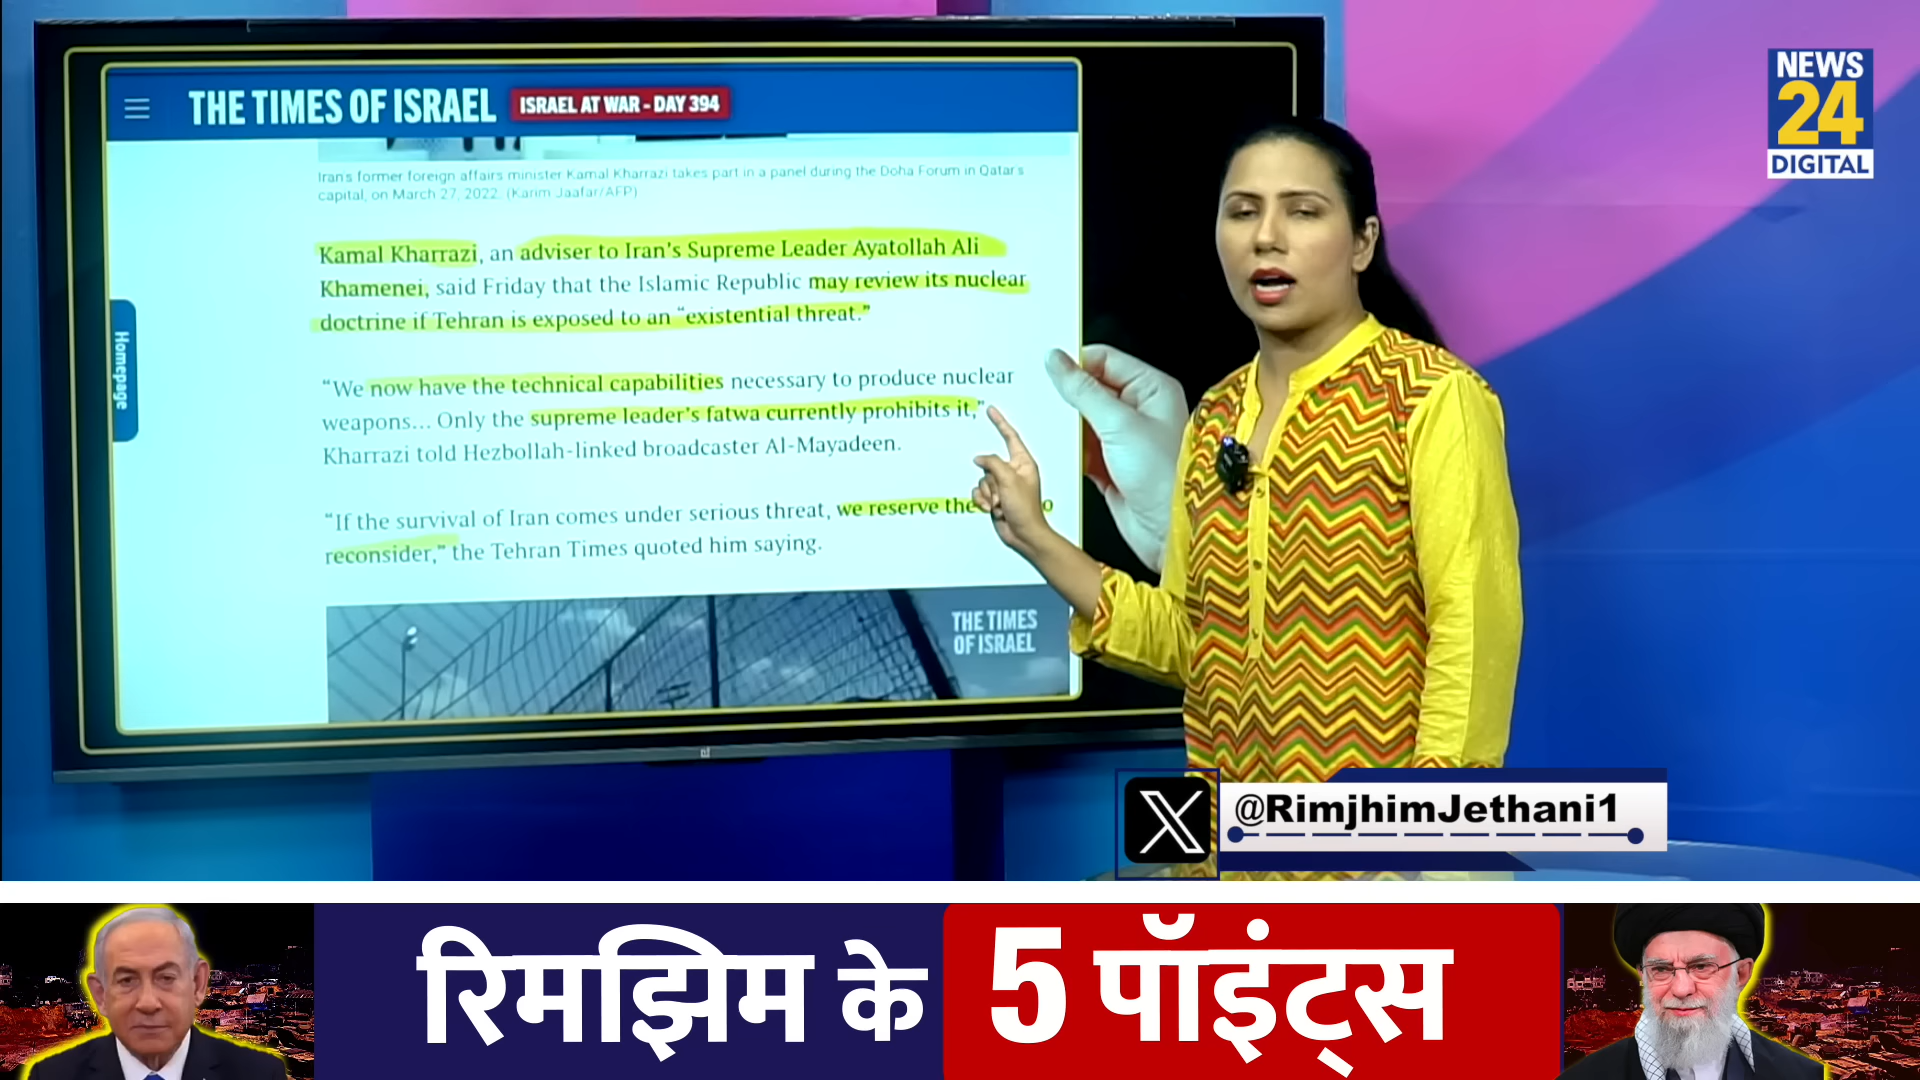 THE TIMES OF ISRAEL
ISRAEL AT WAR - DAY 394
Iran's former foreign affairs minister Kamal Kharrazi takes part in a panel during the Doha Forum in Qatar's
capital, on March 27, 2022. (Karim Jaafar/AFP)
Kamal Kharrazi, an adviser to Iran's Supreme Leader Ayatollah Ali
Khamenei, said Friday that the Islamic Republic may review its nuclear
doctrine if Tehran is exposed to an "existential threat."
Homepage
"We now have the technical capabilities necessary to produce nuclear
weapons... Only the supreme leader's fatwa currently prohibits it,"
Kharrazi told Hezbollah-linked broadcaster Al-Mayadeen.
"If the survival of Iran comes under serious threat, we reserve the
reconsider," the Tehran Times quoted him saying.
THE TIMES
OF ISRAEL
NEWS
24
DIGITAL
@RimjhimJethani1
रिमझिम के 5 पॉइंट्स